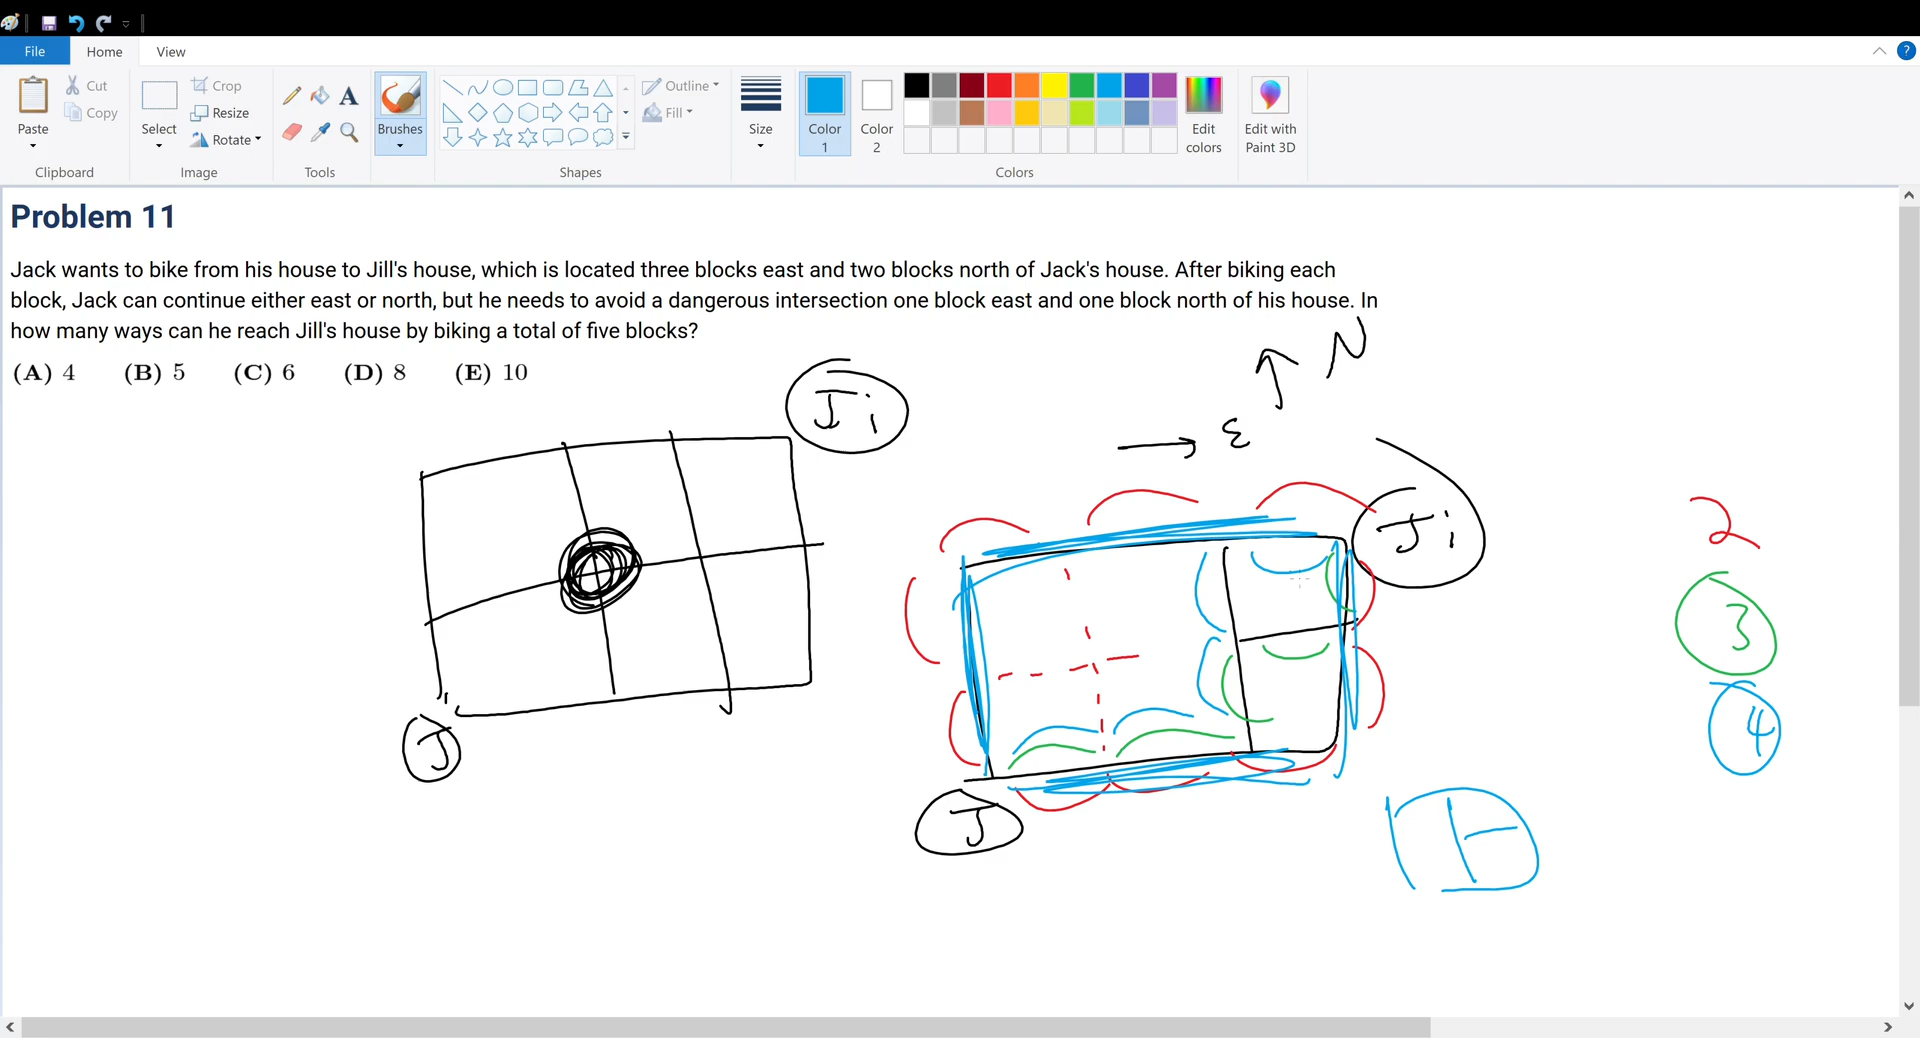 File Home View
Paste Cut Copy Clipboard
Select Crop Resize Rotate Image
A Tools
Brushes
Outline Fill Shapes
Size
Color 1 Color 2 Edit colors Colors
Edit with Paint 3D
?
Problem 11
Jack wants to bike from his house to Jill's house, which is located three blocks east and two blocks north of Jack's house. After biking each
block, Jack can continue either east or north, but he needs to avoid a dangerous intersection one block east and one block north of his house. In
how many ways can he reach Jill's house by biking a total of five blocks?
(A) 4 (B) 5 (C) 6 (D) 8 (E) 10
N
E
Ji
Ji
2
3
4
J
J